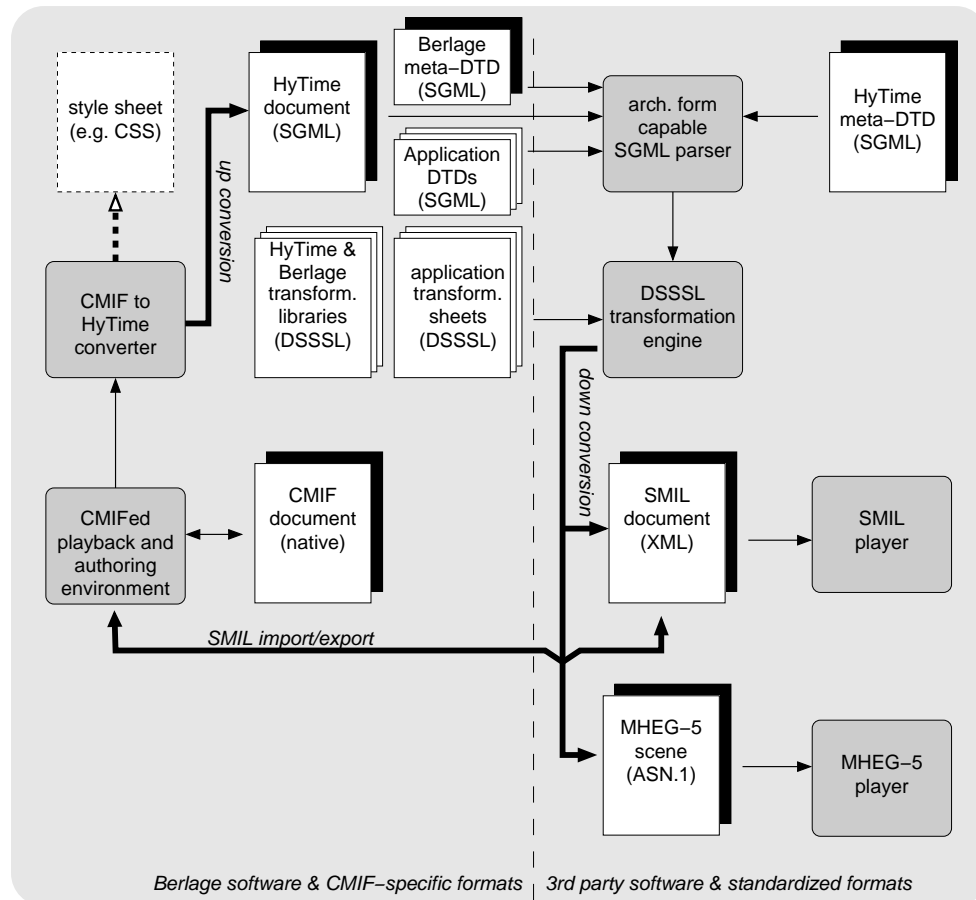 style sheet
(e.g. CSS)
HyTime
document
(SGML)
Berlage
meta−DTD
(SGML)
Application
DTDs
(SGML)
arch. form
capable
SGML parser
HyTime
meta−DTD
(SGML)
up conversion
CMIF to
HyTime
converter
HyTime &
Berlage
transform.
libraries
(DSSSL)
application
transform.
sheets
(DSSSL)
DSSSL
transformation
engine
down conversion
CMIFed
playback and
authoring
environment
CMIF
document
(native)
SMIL
document
(XML)
SMIL
player
SMIL import/export
MHEG−5
scene
(ASN.1)
MHEG−5
player
Berlage software & CMIF−specific formats
3rd party software & standardized formats